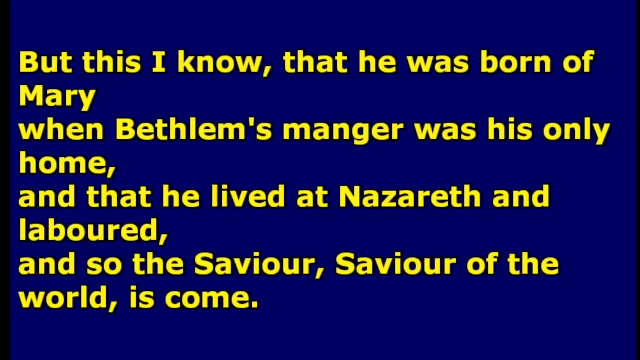 But this I know, that he was born of
Mary
when Bethlem's manger was his only
home,
and that he lived at Nazareth and
laboured,
and so the Saviour, Saviour of the
world, is come.